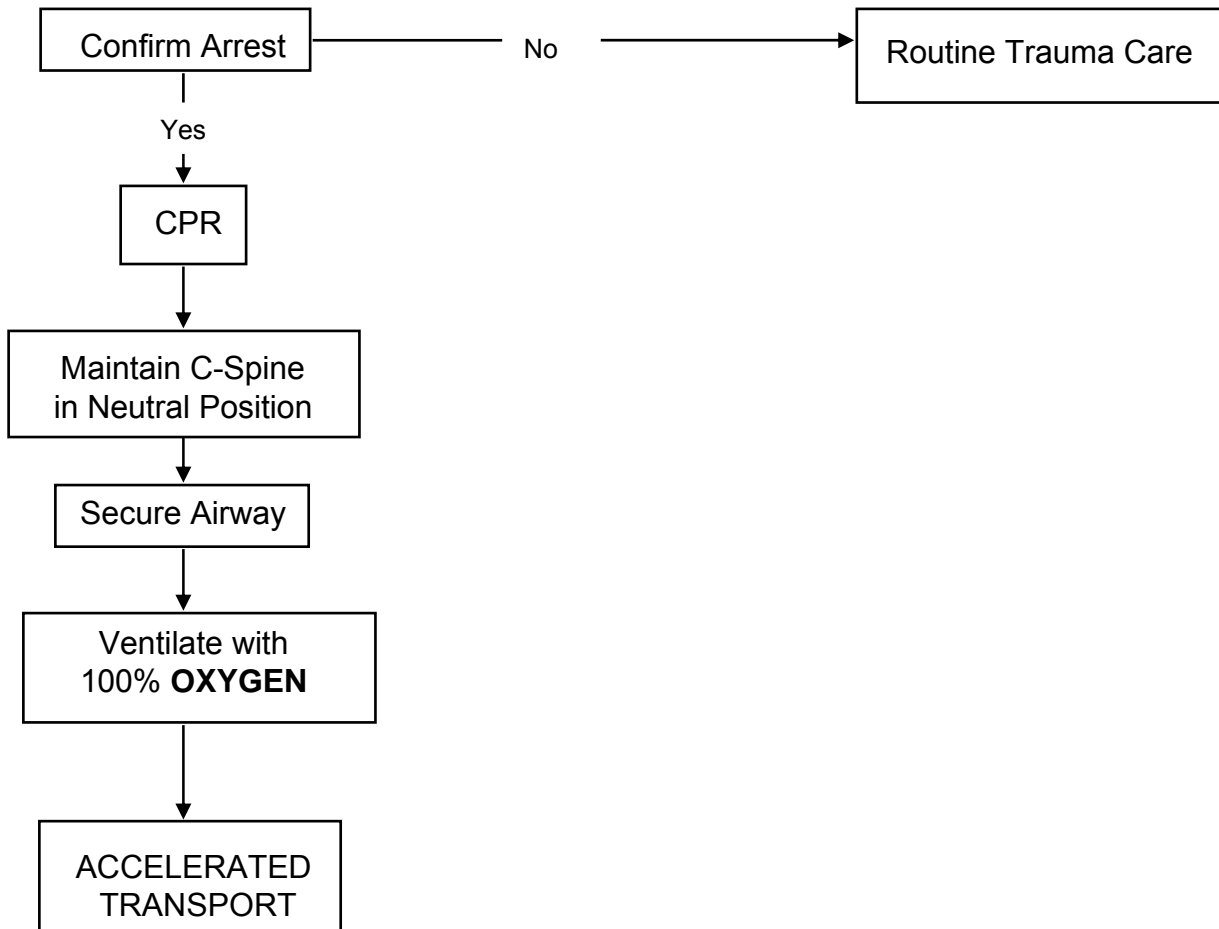 Confirm Arrest
No
Routine Trauma Care
Yes
CPR
Maintain C-Spine
in Neutral Position
Secure Airway
Ventilate with
100% OXYGEN
ACCELERATED
TRANSPORT